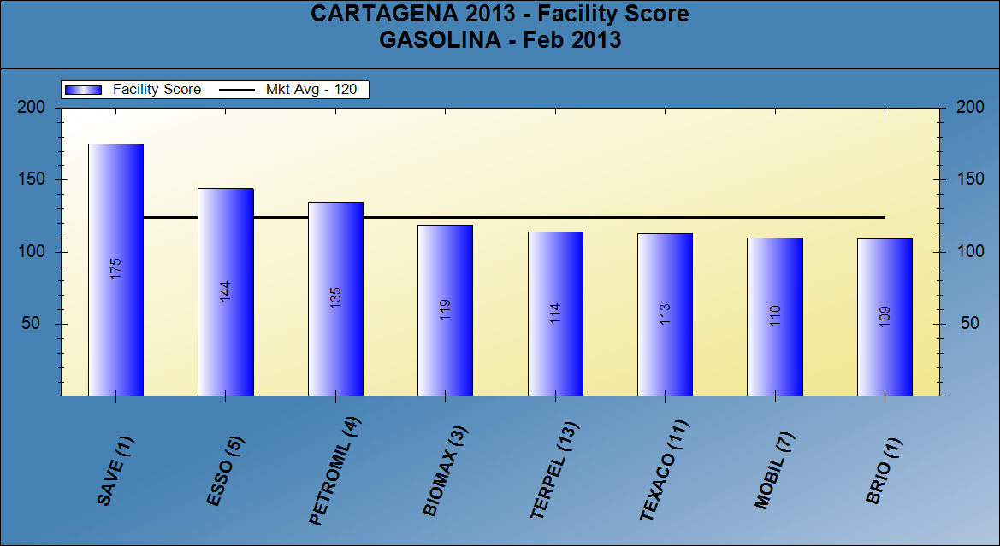 CARTAGENA 2013 - Facility Score
GASOLINA - Feb 2013
Facility Score
Mkt Avg - 120
200
150
100
50
200
150
100
50
175
144
135
119
114
113
110
109
SAVE (1)
ESSO (5)
PETROMIL (4)
BIOMAX (3)
TERPEL (13)
TEXACO (11)
MOBIL (7)
BRIO (1)